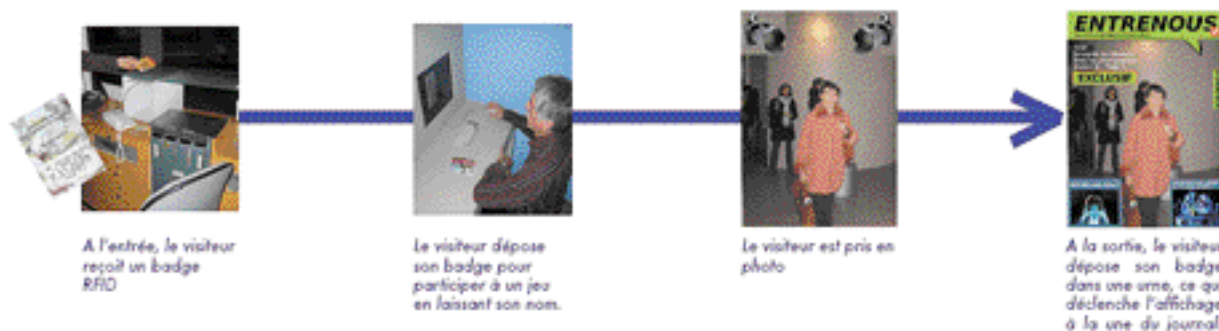 ENTRENOUS
EXCLUSIF
A l'entrée, le visiteur
reçoit un badge
RFID
Le visiteur dépose
son badge pour
participer à un jeu
en laissant son nom.
Le visiteur est pris en
photo
A la sortie, le visiteur
dépose son badge
dans une urne, ce qui
déclenche l'affichage
à la une du journal.